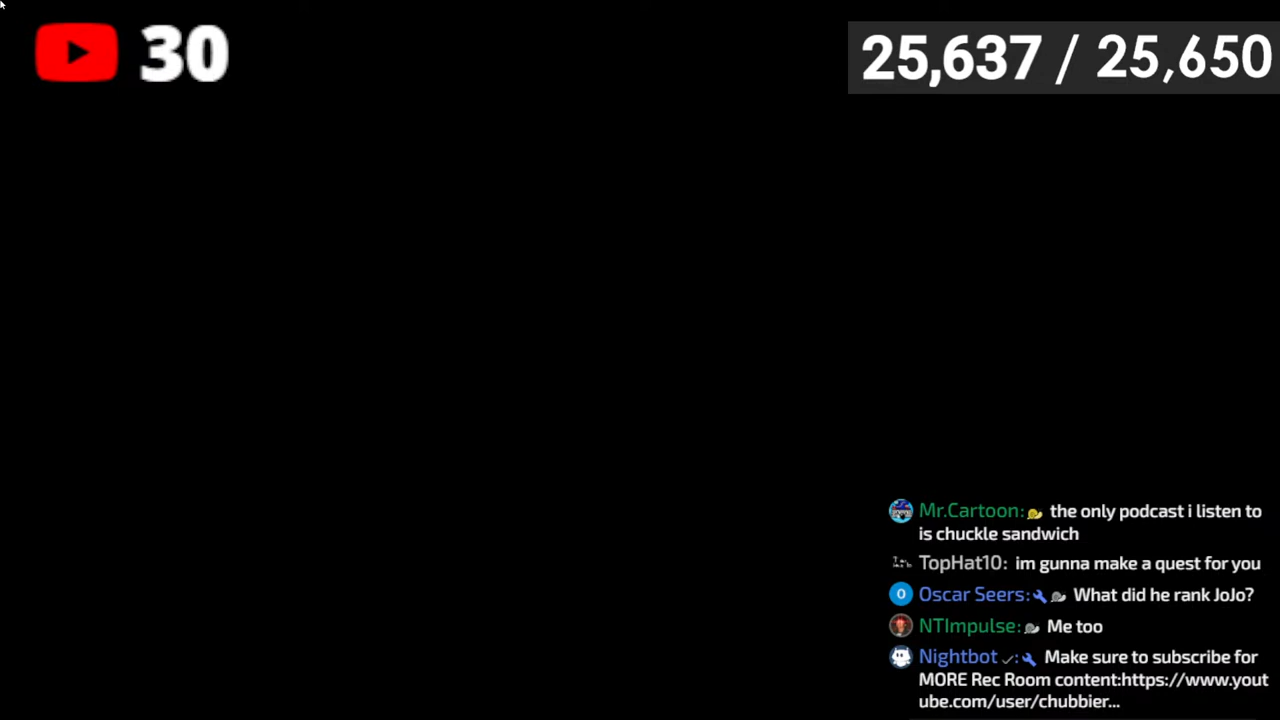 30
25,637 / 25,650
Mr.Cartoon: the only podcast i listen to
is chuckle sandwich
TopHat10: im gunna make a quest for you
Oscar Seers: What did he rank JoJo?
NTImpulse: Me too
Nightbot ✓: Make sure to subscribe for
MORE Rec Room content:https://www.yout
ube.com/user/chubbier...